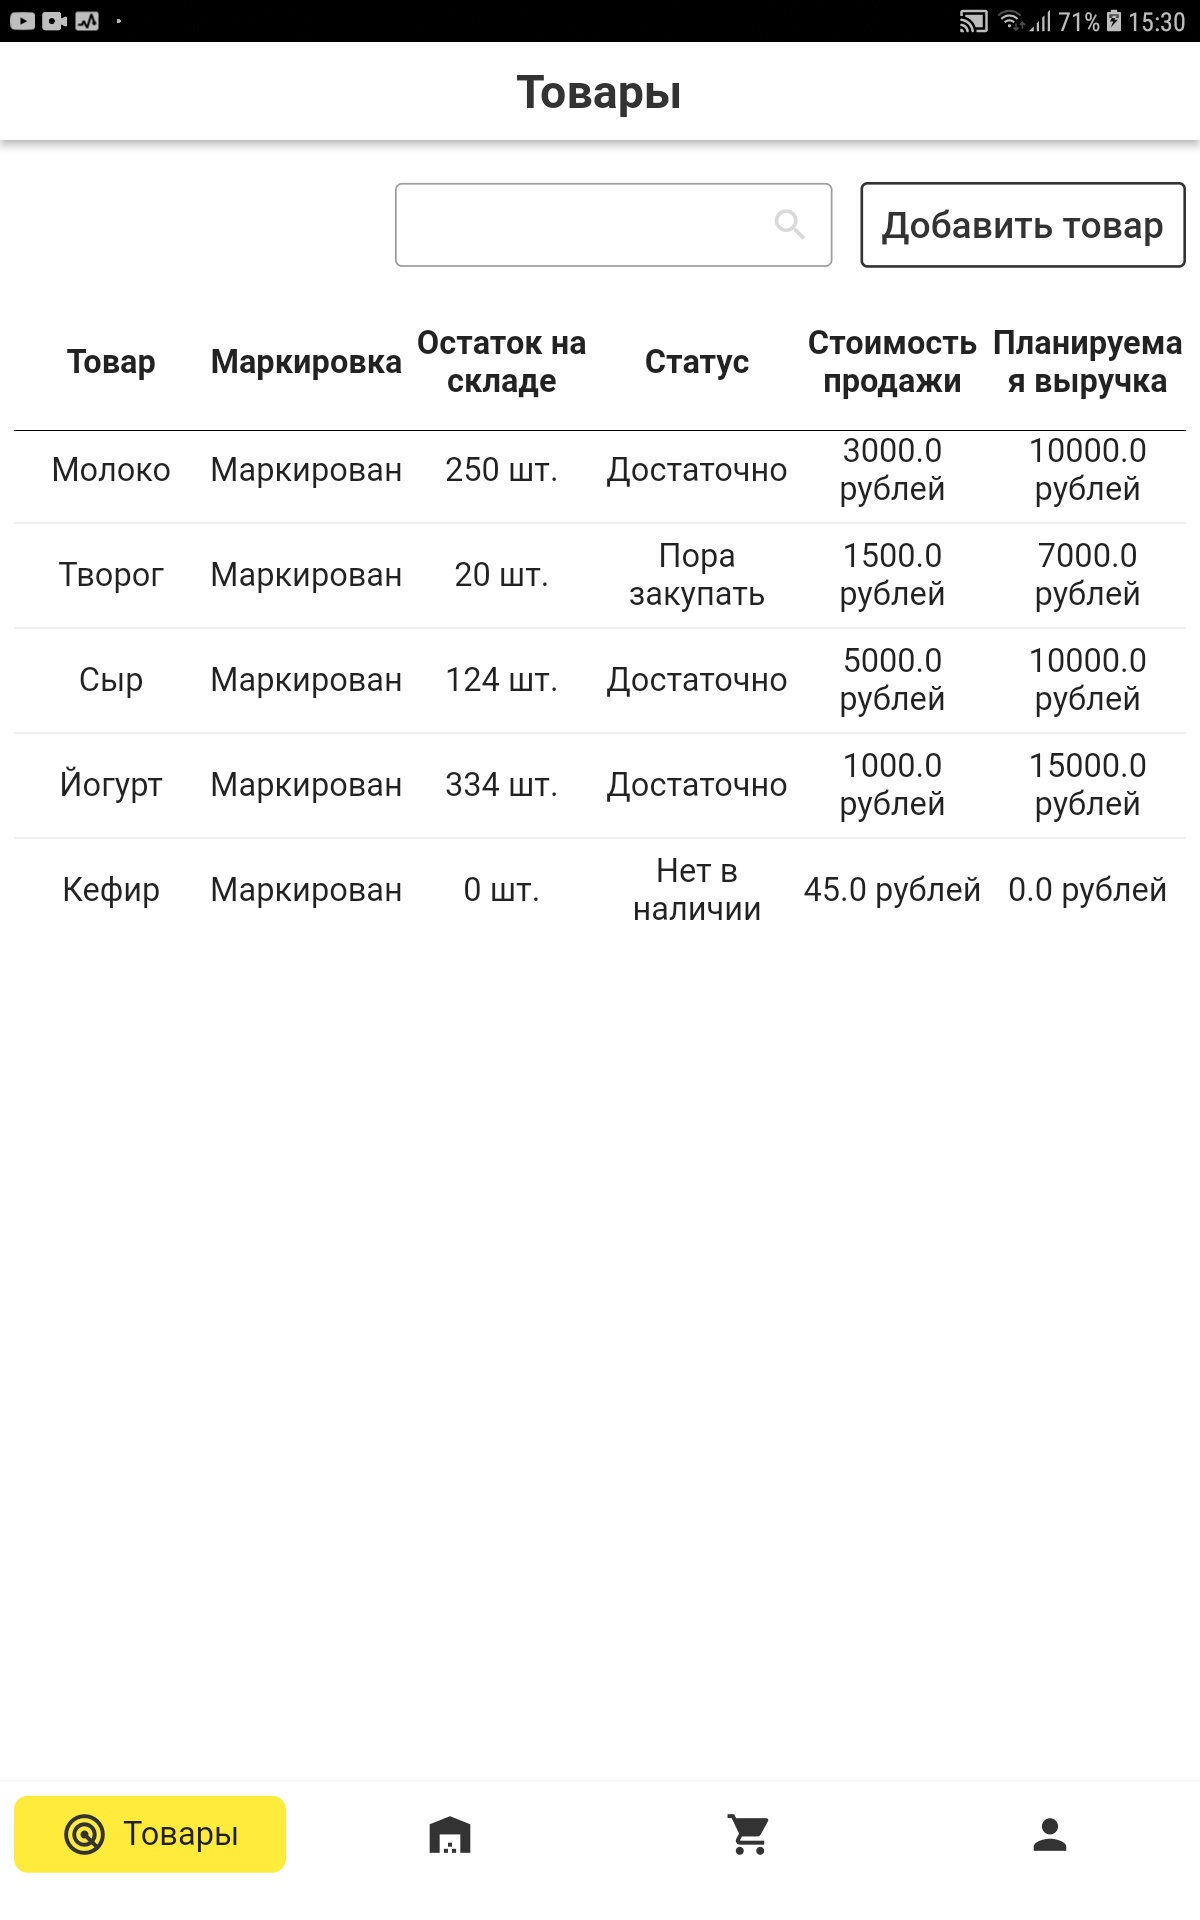 71% 15:30
Товары
Добавить товар
Товар Маркировка Остаток на складе Статус Стоимость продажи Планируемая выручка
Молоко Маркирован 250 шт. Достаточно 3000.0 рублей 10000.0 рублей
Творог Маркирован 20 шт. Пора закупать 1500.0 рублей 7000.0 рублей
Сыр Маркирован 124 шт. Достаточно 5000.0 рублей 10000.0 рублей
Йогурт Маркирован 334 шт. Достаточно 1000.0 рублей 15000.0 рублей
Кефир Маркирован 0 шт. Нет в наличии 45.0 рублей 0.0 рублей
Товары